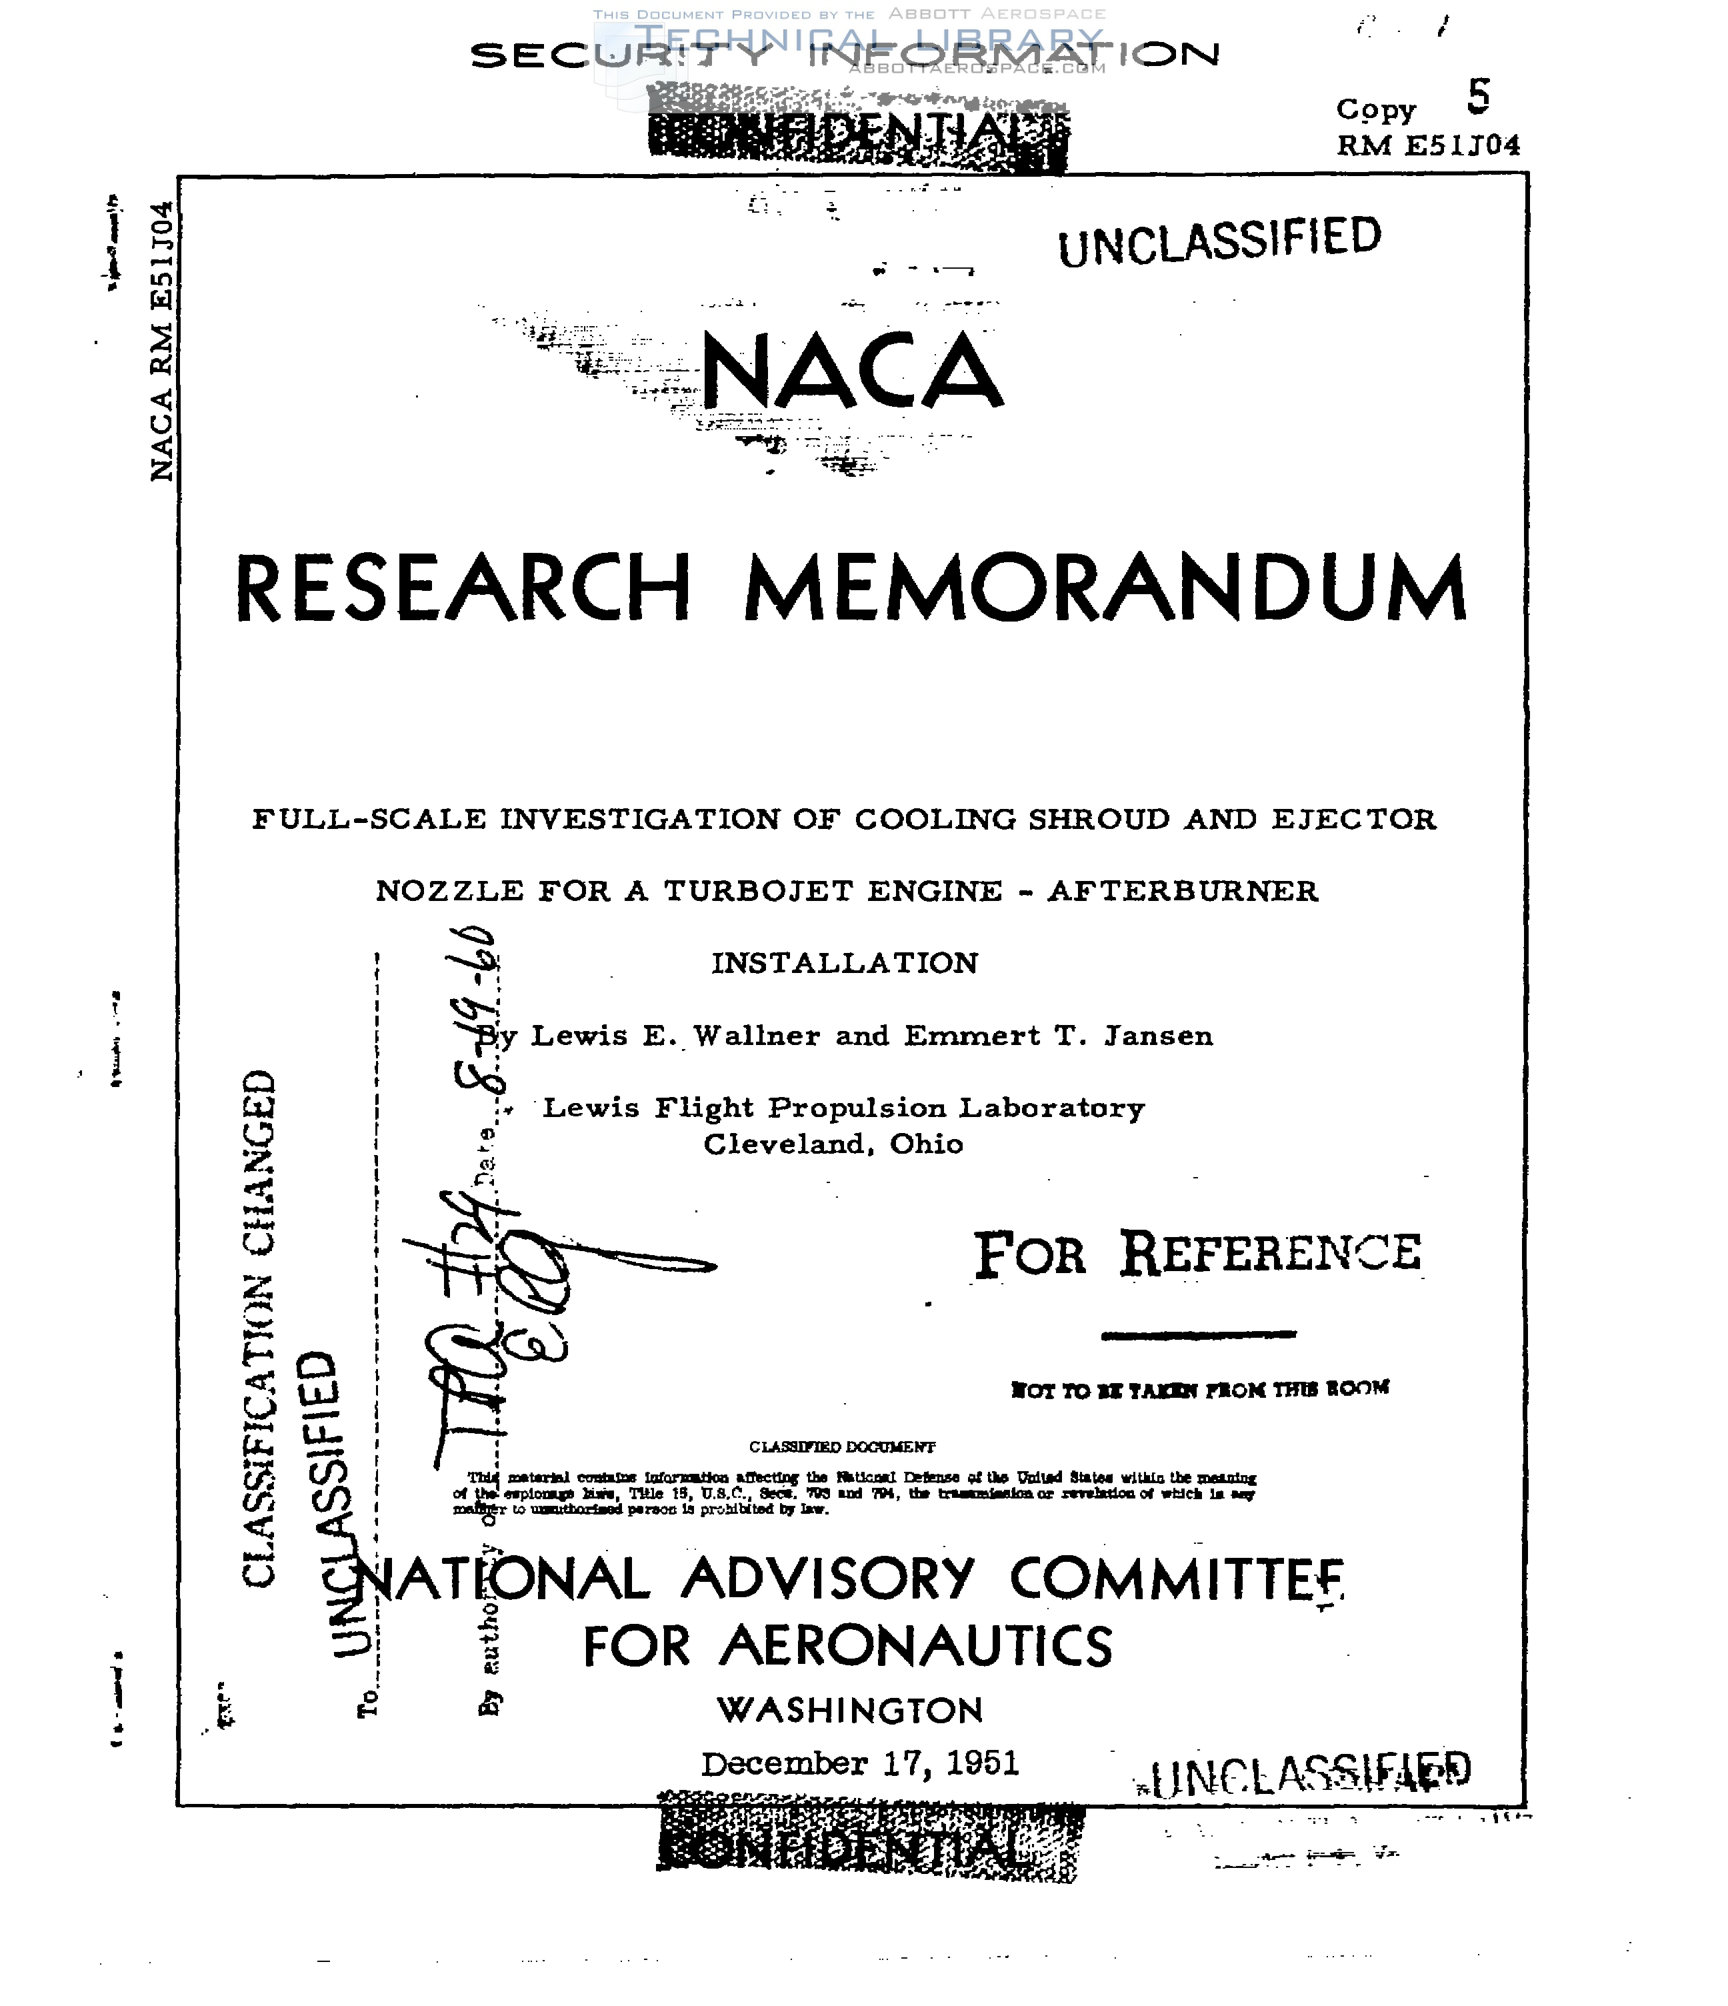 THIS DOCUMENT PROVIDED BY THE ABBOTT AEROSPACE
TECHNICAL LIBRARY
ABBOTTAEROSPACE.COM
SECURITY INFORMATION
CONFIDENTIAL
Copy 5
RM E51J04
NACA RM E51J04
UNCLASSIFIED
NACA
RESEARCH MEMORANDUM
FULL-SCALE INVESTIGATION OF COOLING SHROUD AND EJECTOR
NOZZLE FOR A TURBOJET ENGINE - AFTERBURNER
INSTALLATION
By Lewis E. Wallner and Emmert T. Jansen
Lewis Flight Propulsion Laboratory
Cleveland, Ohio
CLASSIFICATION CHANGED
UNCLASSIFIED
To
By authority of Date 8-19-60
FOR REFERENCE
NOT TO BE TAKEN FROM THIS ROOM
CLASSIFIED DOCUMENT
This material contains information affecting the National Defense of the United States within the meaning
of the espionage laws, Title 18, U.S.C., Secs. 793 and 794, the transmission or revelation of which in any
manner to unauthorized person is prohibited by law.
NATIONAL ADVISORY COMMITTEE
FOR AERONAUTICS
WASHINGTON
December 17, 1951
UNCLASSIFIED
CONFIDENTIAL